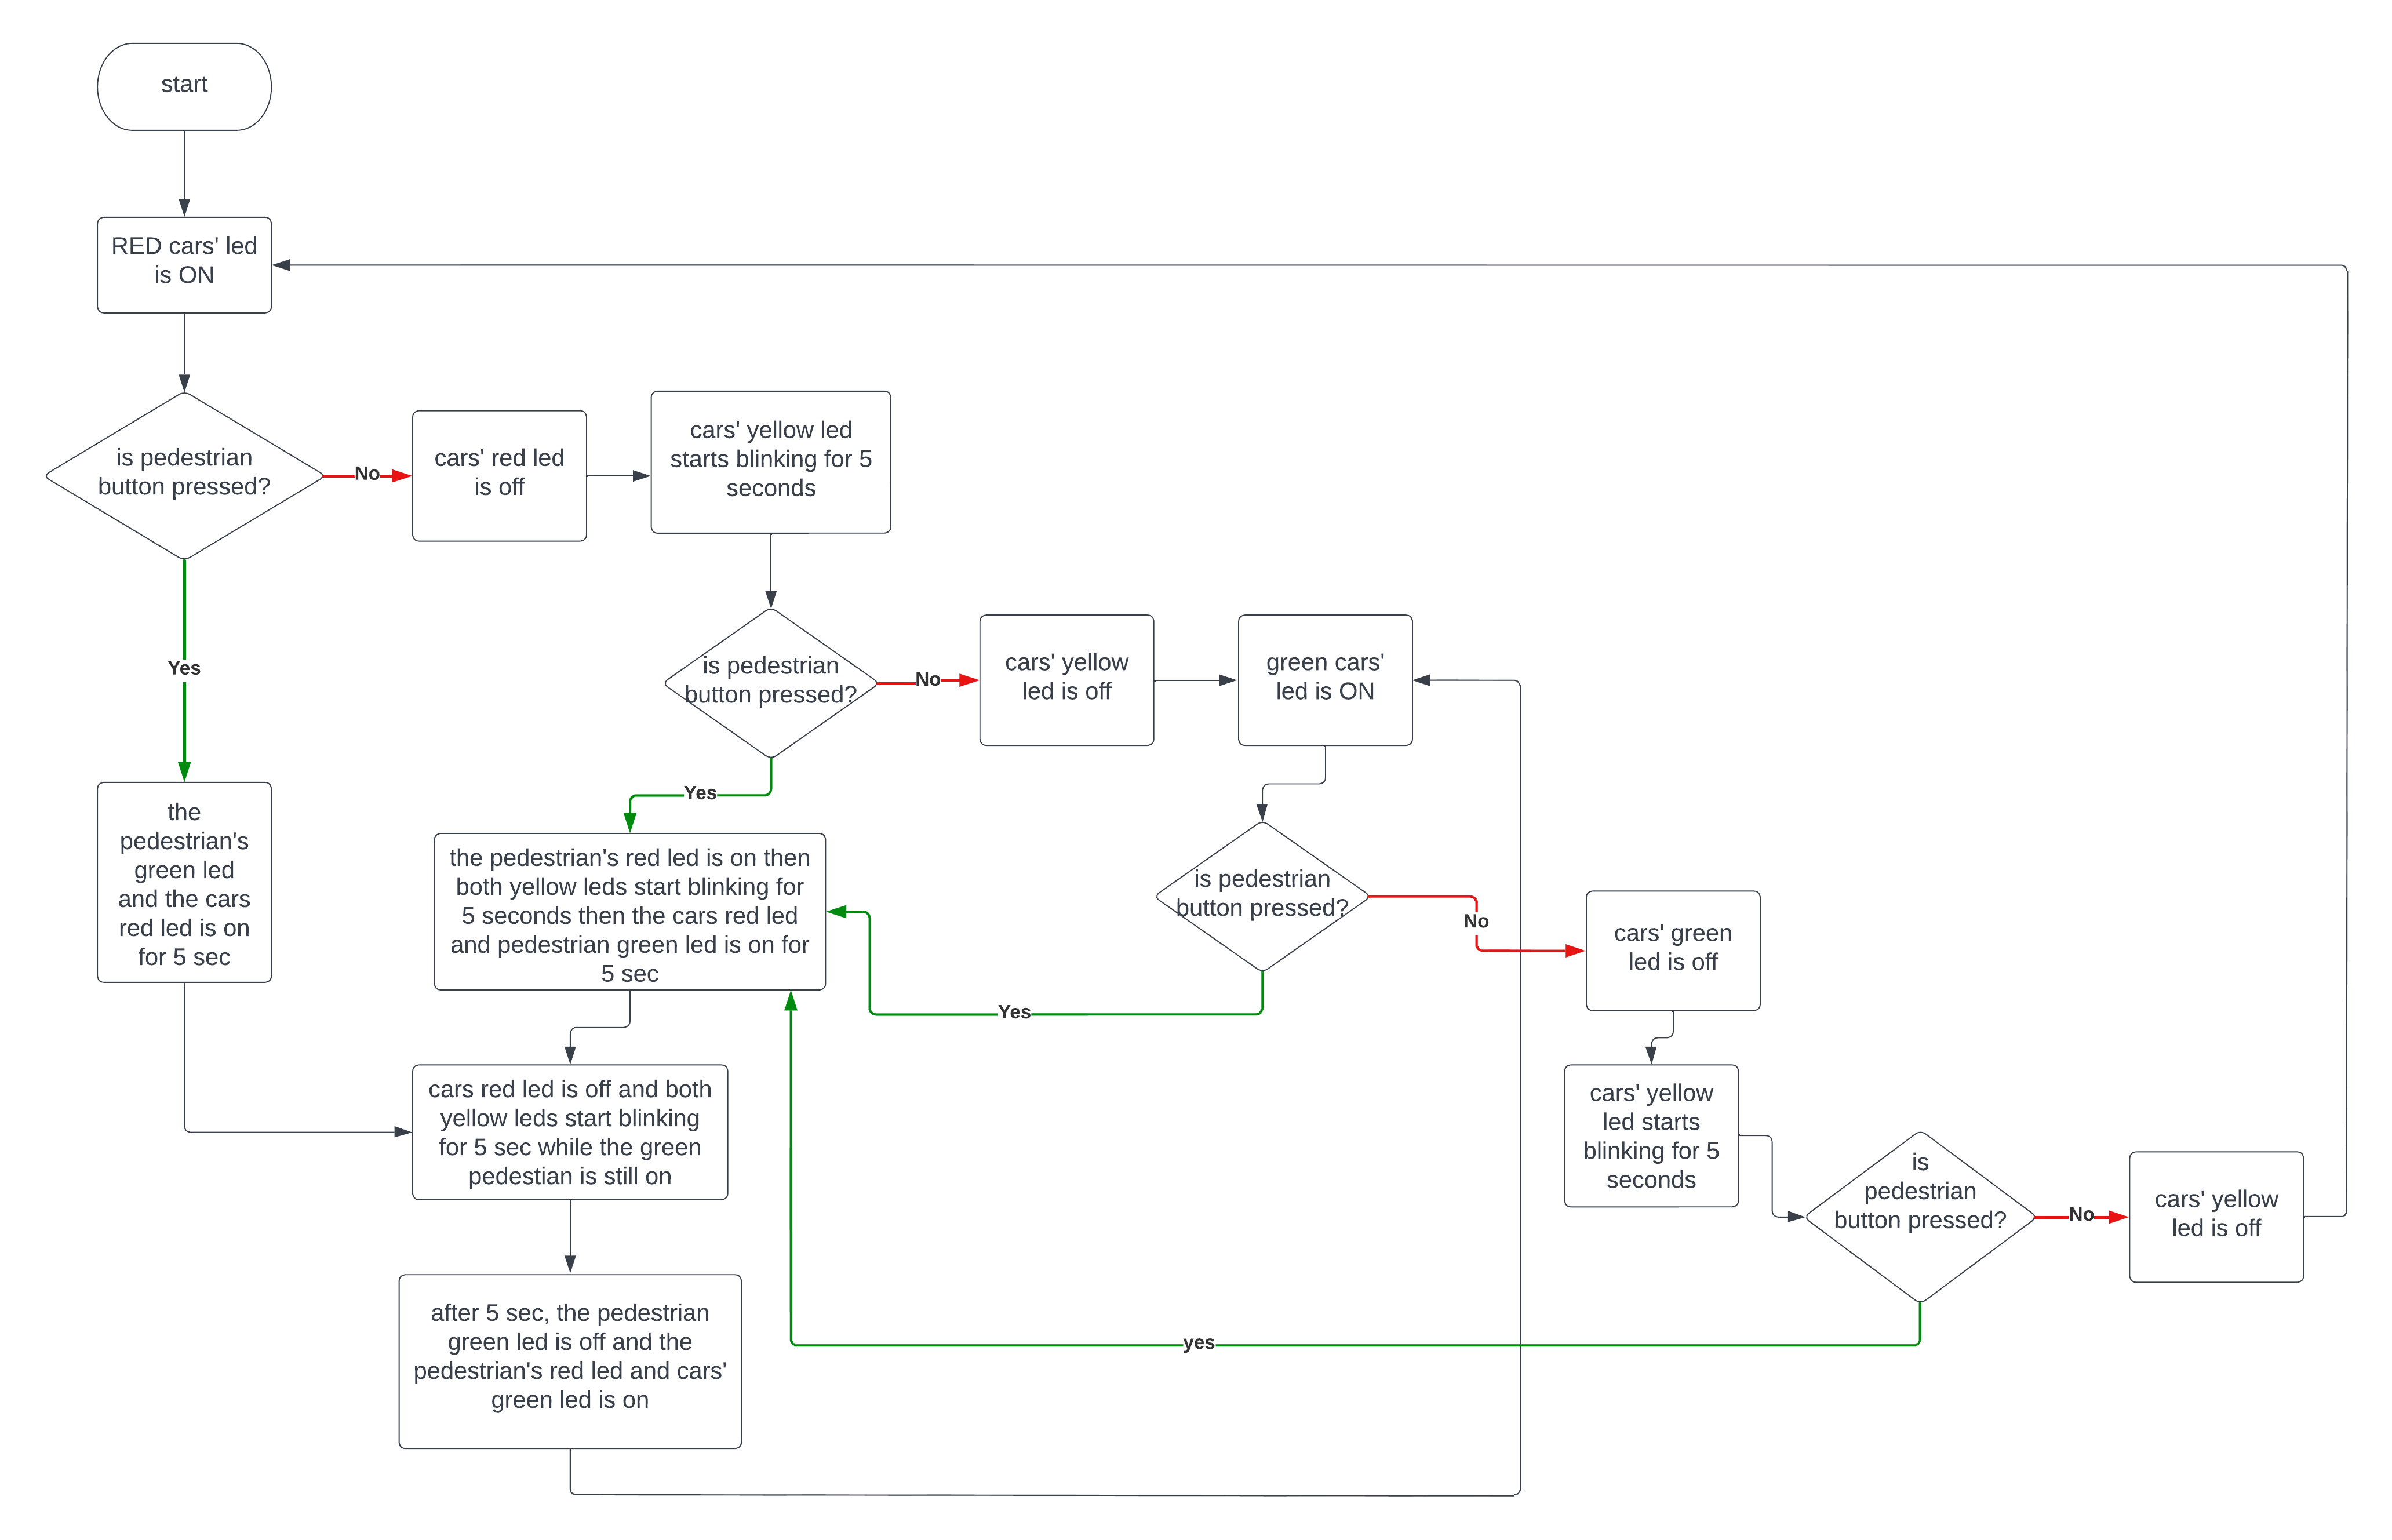 start
RED cars' led
is ON
is pedestrian
button pressed?
No
cars' red led
is off
cars' yellow led
starts blinking for 5
seconds
Yes
is pedestrian
button pressed?
No
cars' yellow
led is off
green cars'
led is ON
Yes
the
pedestrian's
green led
and the cars
red led is on
for 5 sec
the pedestrian's red led is on then
both yellow leds start blinking for
5 seconds then the cars red led
and pedestrian green led is on for
5 sec
is pedestrian
button pressed?
No
Yes
cars' green
led is off
cars red led is off and both
yellow leds start blinking
for 5 sec while the green
pedestian is still on
cars' yellow
led starts
blinking for 5
seconds
is
pedestrian
button pressed?
No
cars' yellow
led is off
yes
after 5 sec, the pedestrian
green led is off and the
pedestrian's red led and cars'
green led is on